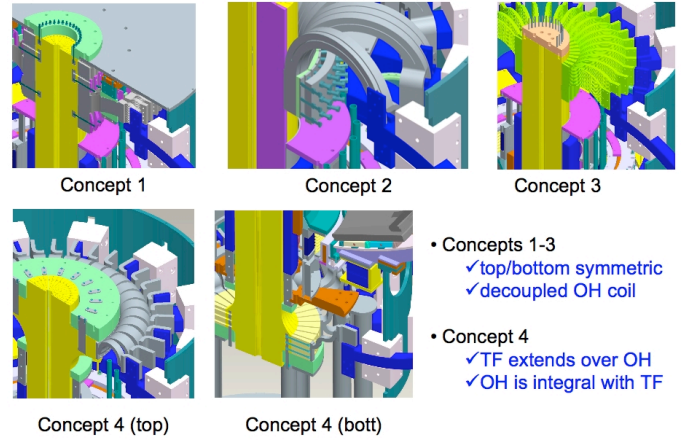 Concept 1
Concept 2
Concept 3
Concept 4 (top)
Concept 4 (bott)
• Concepts 1-3
✓top/bottom symmetric
✓decoupled OH coil
• Concept 4
✓TF extends over OH
✓OH is integral with TF